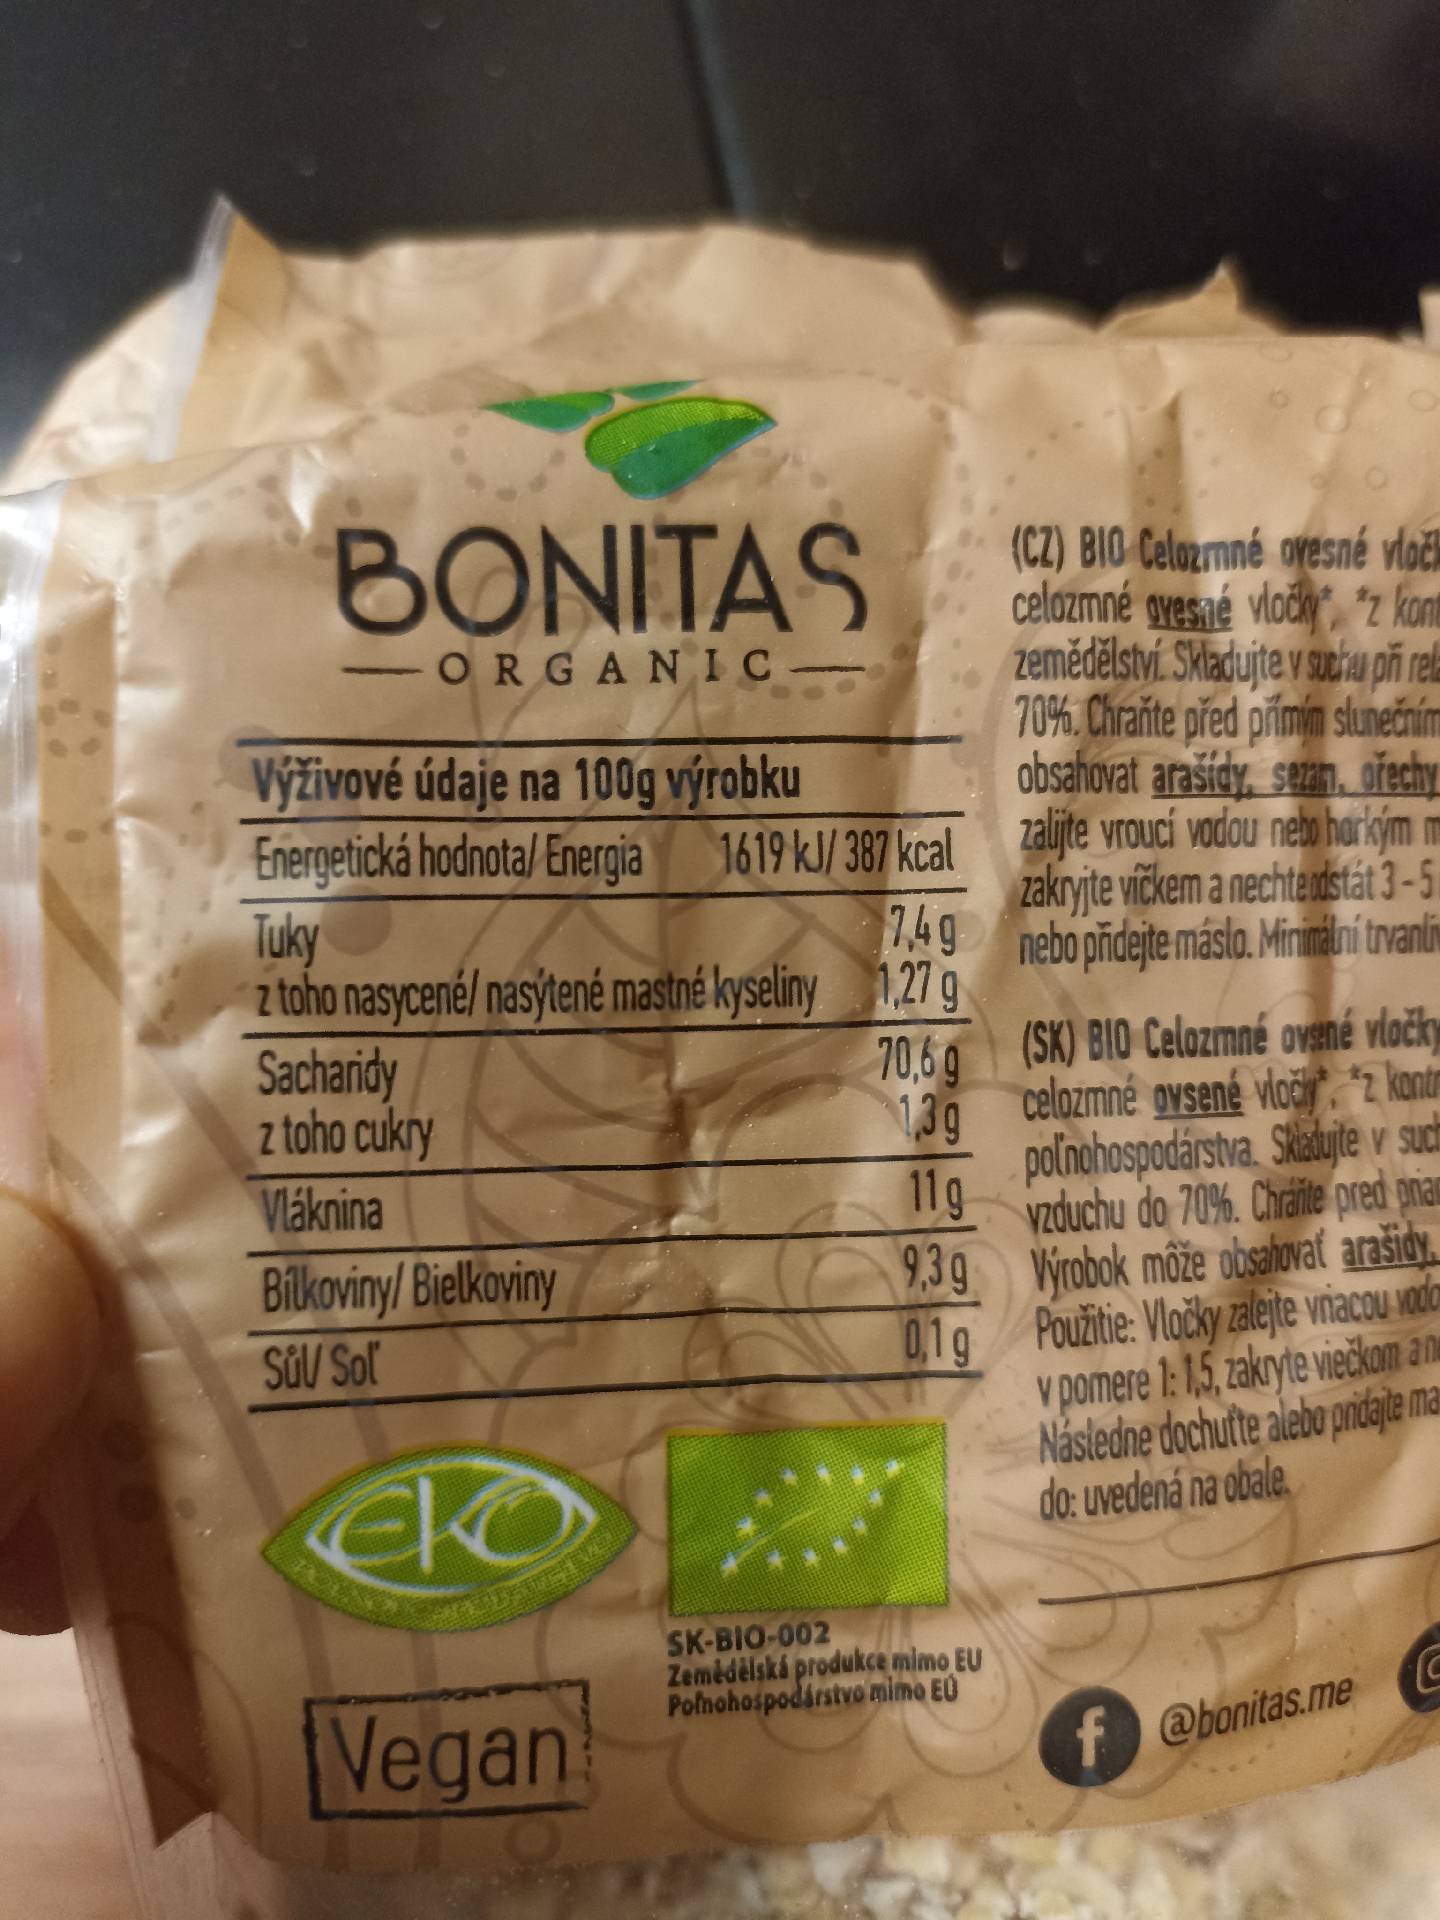 BONITAS
ORGANIC
Výživové údaje na 100g výrobku
Energetická hodnota/ Energia 1619 kJ/ 387 kcal
Tuky 7,4 g
z toho nasycené/ nasýtené mastné kyseliny 1,27 g
Sacharidy 70,6 g
z toho cukry 1,3 g
Vláknina 11 g
Bílkoviny/ Bielkoviny 9,3 g
Sůl/ Soľ 0,1 g
EKO
SK-BIO-002
Zemědělská produkce mimo EU
Poľnohospodárstvo mimo EÚ
Vegan
(CZ) BIO Celozrnné ovesné
celozrnné ovesné vločky*, *z
zemědělství. Skladujte v suchu při
70%. Chraňte před přímým
obsahovat arašídy, sezam, ořechy
zalijte vroucí vodou nebo horkým
zakryjte víčkem a nechte odstát 3 - 5
nebo přidejte máslo. Minimální
(SK) BIO Celozrnné ovsené vločky
celozrnné ovsené vločky*, *z
poľnohospodárstva. Skladujte v
vzduchu do 70%. Chráňte pred
Výrobok môže obsahovať arašidy,
Použitie: Vločky zalejte vriacou
v pomere 1: 1,5, zakryte viečkom a
Následne dochuťte alebo pridajte
do: uvedená na obale.
f @bonitas.me